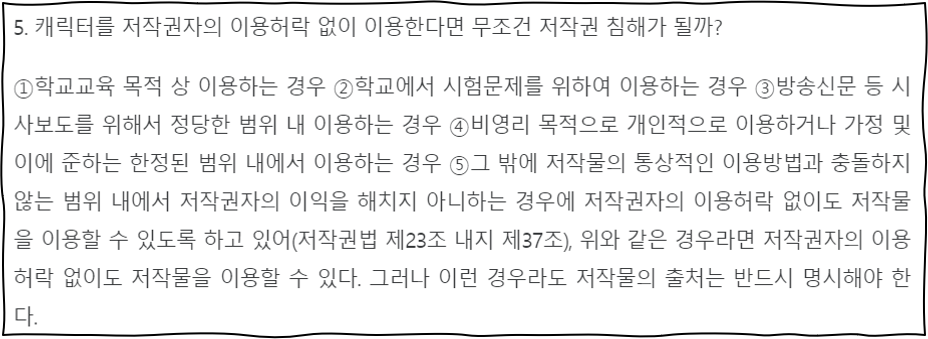 5. 캐릭터를 저작권자의 이용허락 없이 이용한다면 무조건 저작권 침해가 될까?
①학교교육 목적 상 이용하는 경우 ②학교에서 시험문제를 위하여 이용하는 경우 ③방송신문 등 시
사보도를 위해서 정당한 범위 내 이용하는 경우 ④비영리 목적으로 개인적으로 이용하거나 가정 및
이에 준하는 한정된 범위 내에서 이용하는 경우 ⑤그 밖에 저작물의 통상적인 이용방법과 충돌하지
않는 범위 내에서 저작권자의 이익을 해치지 아니하는 경우에 저작권자의 이용허락 없이도 저작물
을 이용할 수 있도록 하고 있어(저작권법 제23조 내지 제37조), 위와 같은 경우라면 저작권자의 이용
허락 없이도 저작물을 이용할 수 있다. 그러나 이런 경우라도 저작물의 출처는 반드시 명시해야 한
다.